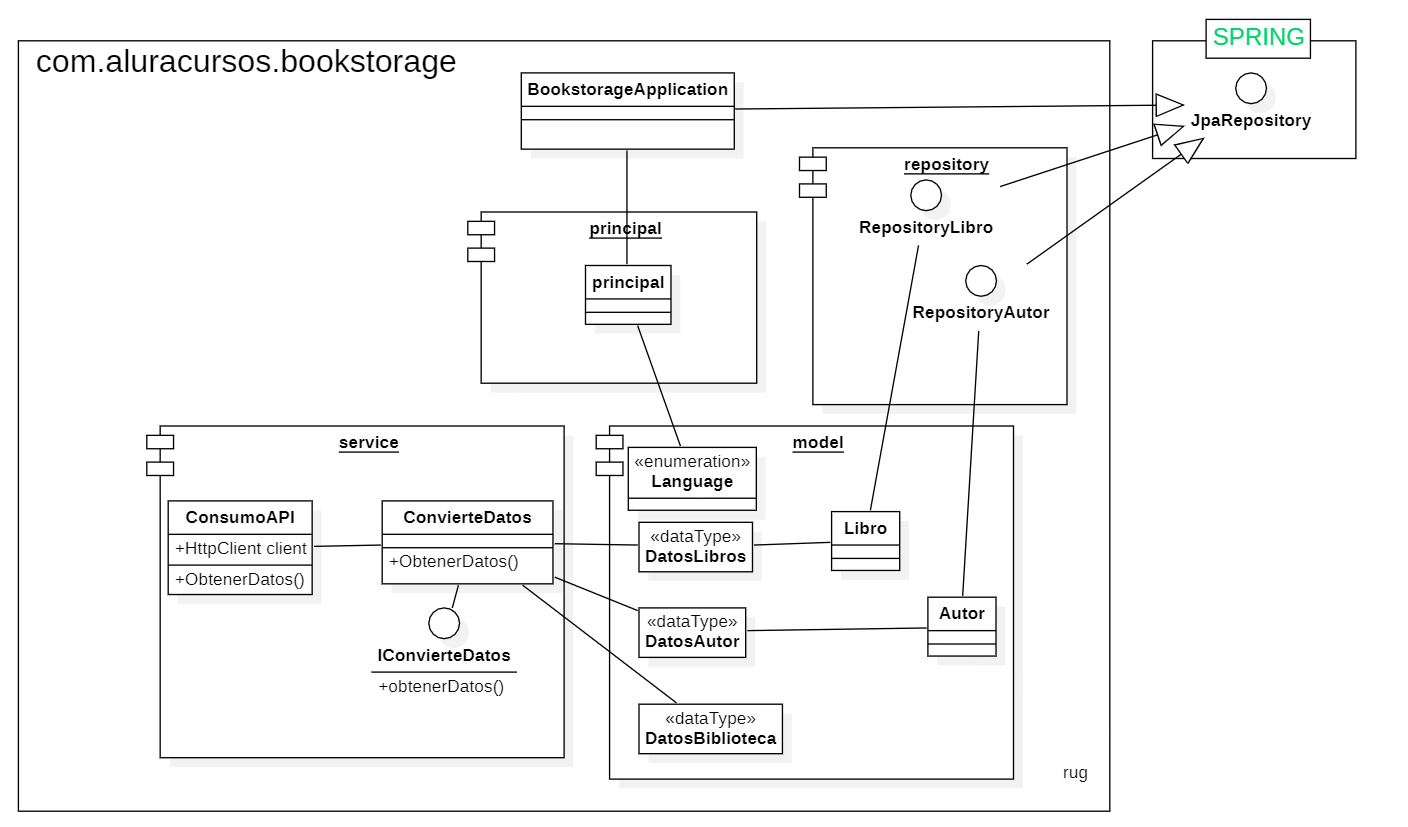 SPRING
com.aluracursos.bookstorage
BookstorageApplication
JpaRepository
repository
RepositoryLibro
RepositoryAutor
principal
principal
service
ConsumoAPI
+HttpClient client
+ObtenerDatos()
ConvierteDatos
+ObtenerDatos()
IConvierteDatos
+obtenerDatos()
model
«enumeration»
Language
«dataType»
DatosLibros
Libro
«dataType»
DatosAutor
Autor
«dataType»
DatosBiblioteca
rug